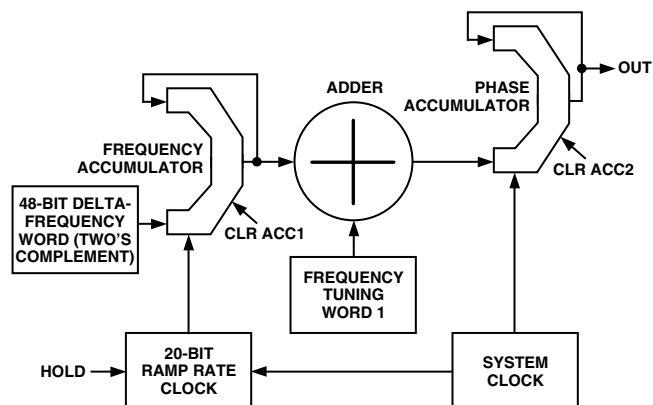 OUT
PHASE
ACCUMULATOR
ADDER
FREQUENCY
ACCUMULATOR
CLR ACC2
48-BIT DELTA-
FREQUENCY
WORD (TWO'S
COMPLEMENT)
CLR ACC1
FREQUENCY
TUNING
WORD 1
HOLD
20-BIT
RAMP RATE
CLOCK
SYSTEM
CLOCK